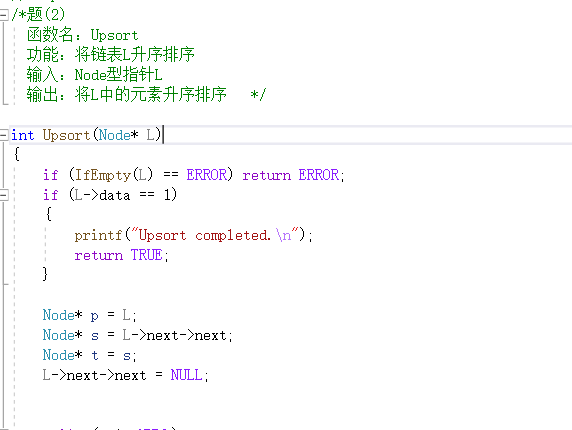 /*题(2)
函数名：Upsort
功能：将链表L升序排序
输入：Node型指针L
输出：将L中的元素升序排序   */
int Upsort(Node* L)
{
if (IfEmpty(L) == ERROR) return ERROR;
if (L->data == 1)
{
printf("Upsort completed.\n");
return TRUE;
}
Node* p = L;
Node* s = L->next->next;
Node* t = s;
L->next->next = NULL;